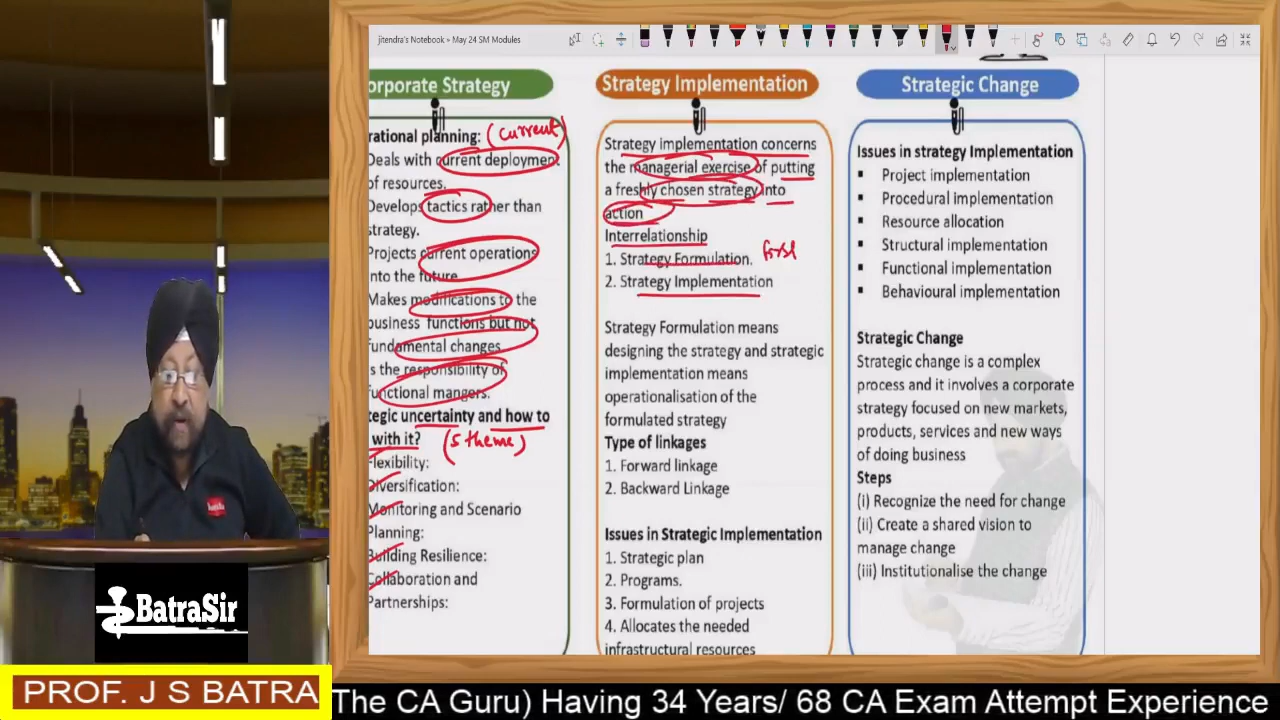 jitendra's Notebook > May 24 SM Modules
orporate Strategy
rational planning: (current)
Deals with current deploymen
of resources.
Develops tactics rather than
strategy.
Projects current operations
into the future
Makes modifications to the
business functions but not
fundamental changes
is the responsibility of
functional mangers.
tegic uncertainty and how to
with it? (5 theme)
Flexibility:
Diversification:
Monitoring and Scenario
Planning:
Building Resilience:
Collaboration and
Partnerships:
Strategy Implementation
Strategy implementation concerns
the managerial exercise of putting
a freshly chosen strategy into
action
Interrelationship
1. Strategy Formulation. first
2. Strategy Implementation
Strategy Formulation means
designing the strategy and strategic
implementation means
operationalisation of the
formulated strategy
Type of linkages
1. Forward linkage
2. Backward Linkage
Issues in Strategic Implementation
1. Strategic plan
2. Programs.
3. Formulation of projects
4. Allocates the needed
infrastructural resources
Strategic Change
Issues in strategy Implementation
▪ Project implementation
▪ Procedural implementation
▪ Resource allocation
▪ Structural implementation
▪ Functional implementation
▪ Behavioural implementation
Strategic Change
Strategic change is a complex
process and it involves a corporate
strategy focused on new markets,
products, services and new ways
of doing business
Steps
(i) Recognize the need for change
(ii) Create a shared vision to
manage change
(iii) Institutionalise the change
BatraSir
PROF. J S BATRA
The CA Guru) Having 34 Years/ 68 CA Exam Attempt Experience